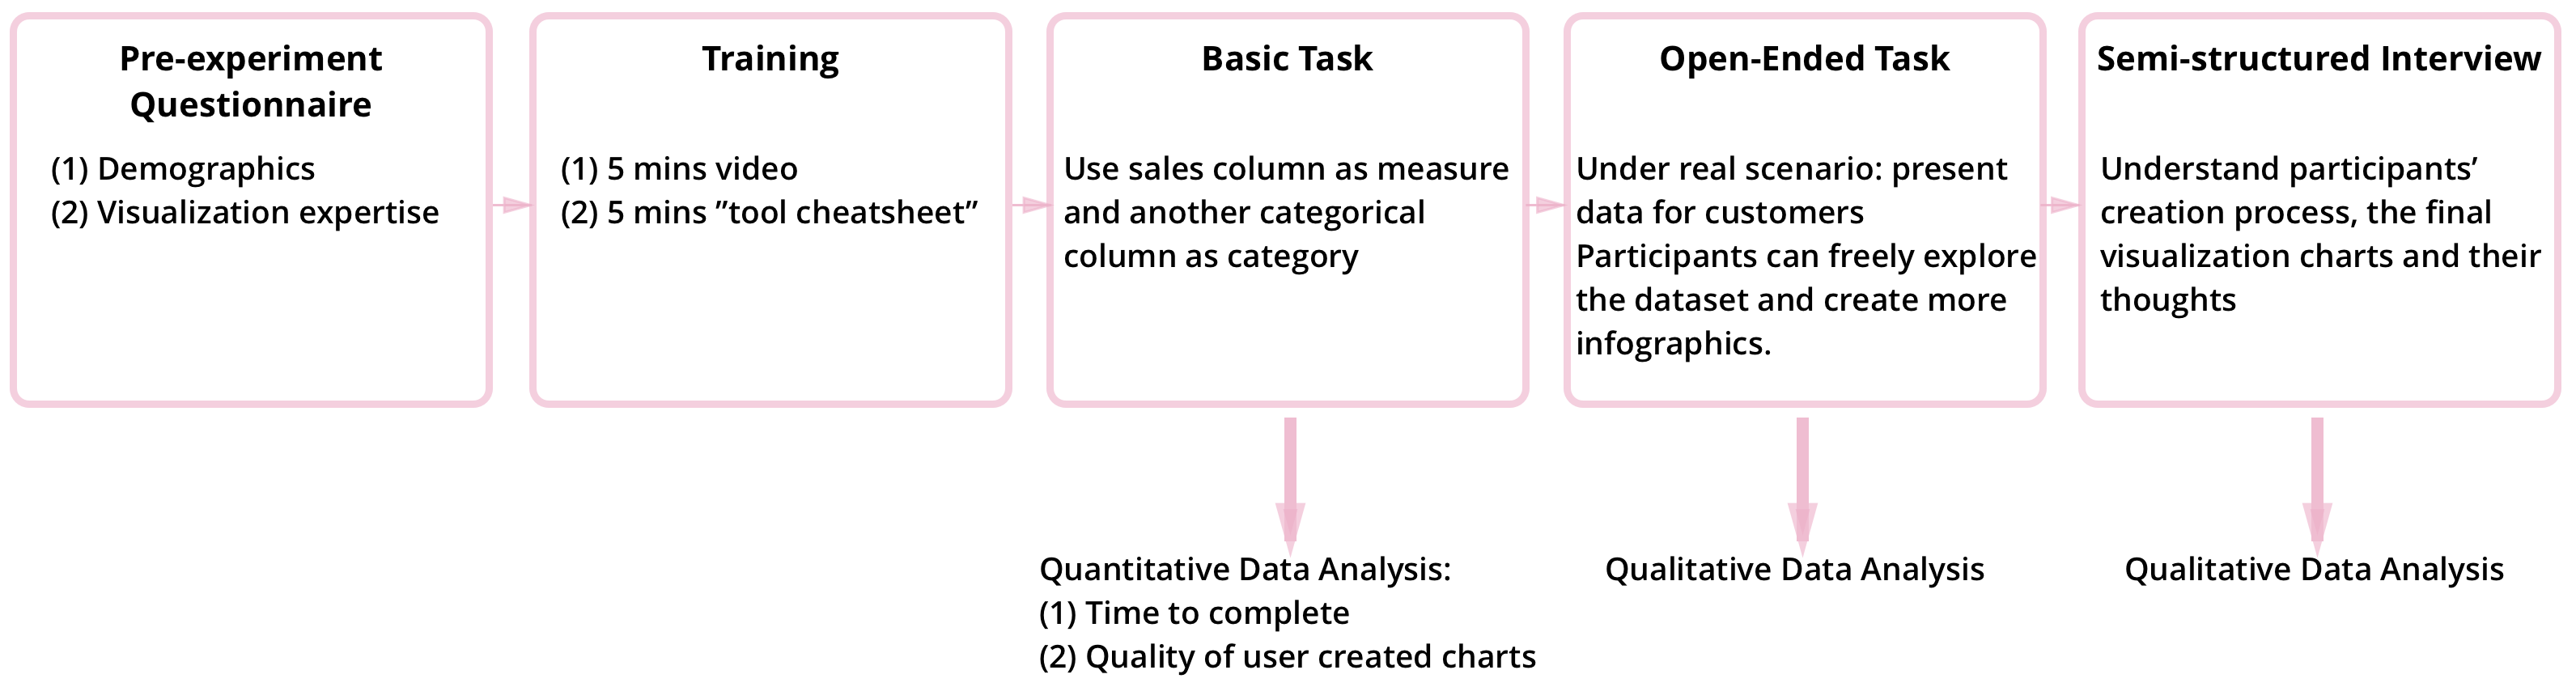 Pre-experiment
Questionnaire
(1) Demographics
(2) Visualization expertise
Training
(1) 5 mins video
(2) 5 mins ”tool cheatsheet”
Basic Task
Use sales column as measure
and another categorical
column as category
Open-Ended Task
Under real scenario: present
data for customers
Participants can freely explore
the dataset and create more
infographics.
Semi-structured Interview
Understand participants’
creation process, the final
visualization charts and their
thoughts
Quantitative Data Analysis:
(1) Time to complete
(2) Quality of user created charts
Qualitative Data Analysis
Qualitative Data Analysis